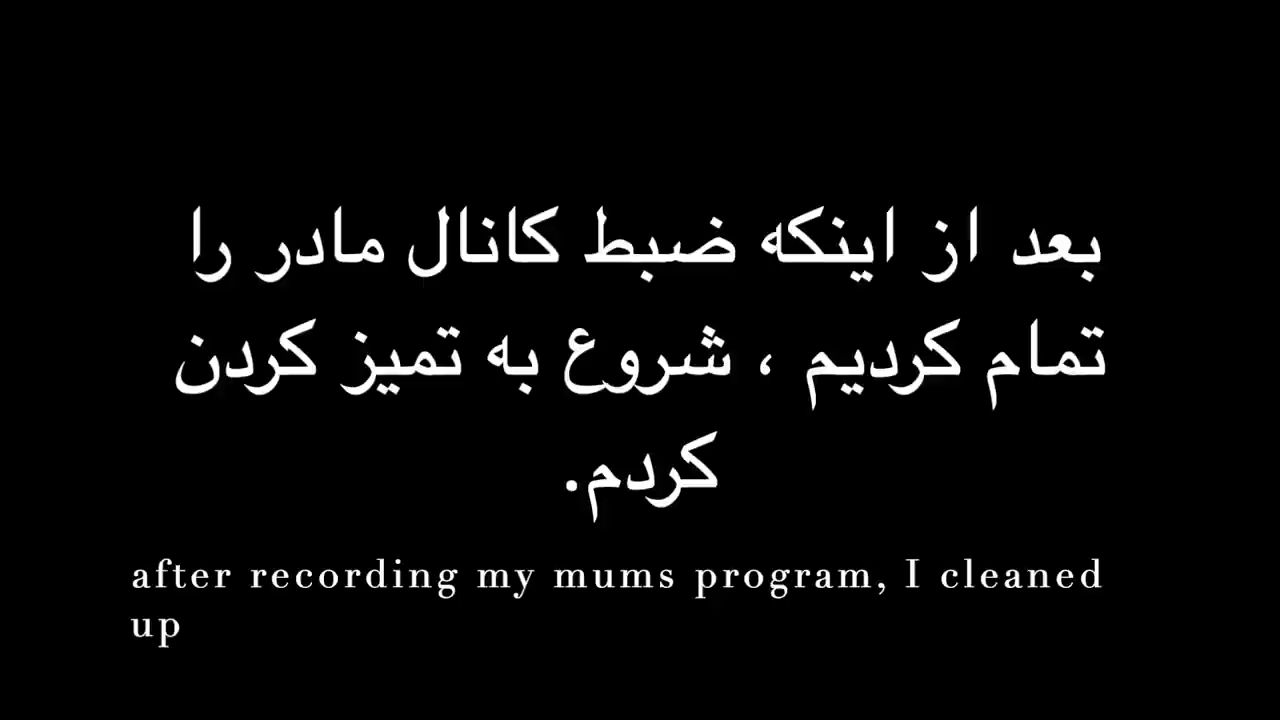 بعد از اینکه ضبط کانال مادر را
تمام کردیم ، شروع به تمیز کردن
کردم.
after recording my mums program, I cleaned
up